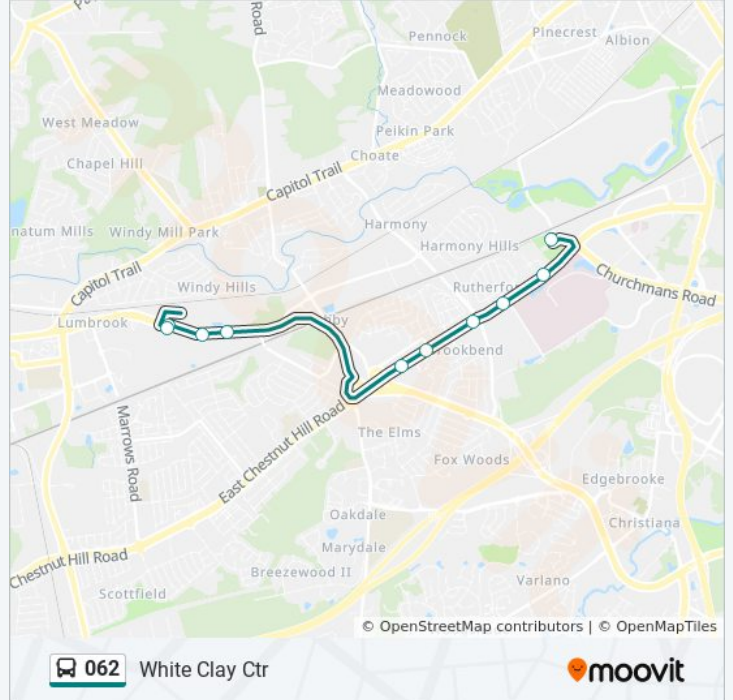 Road
Pennock
Pinecrest
Albion
Meadowood
West Meadow
Peikin Park
Chapel Hill
Choate
Capitol Trail
Harmony
natum Mills
Windy Mill Park
Harmony Hills
Capitol Trail
Windy Hills
Rutherfor
Churchmans Road
Lumbrook
bby
rookbend
Marrows Road
East Chestnut Hill Road
The Elms
Fox Woods
Edgebrooke
Oakdale
Christiana
Marydale
Chestnut Hill Road
Breezewood II
Varlano
Scottfield
© OpenStreetMap contributors | © OpenMapTiles
062 White Clay Ctr
moovit